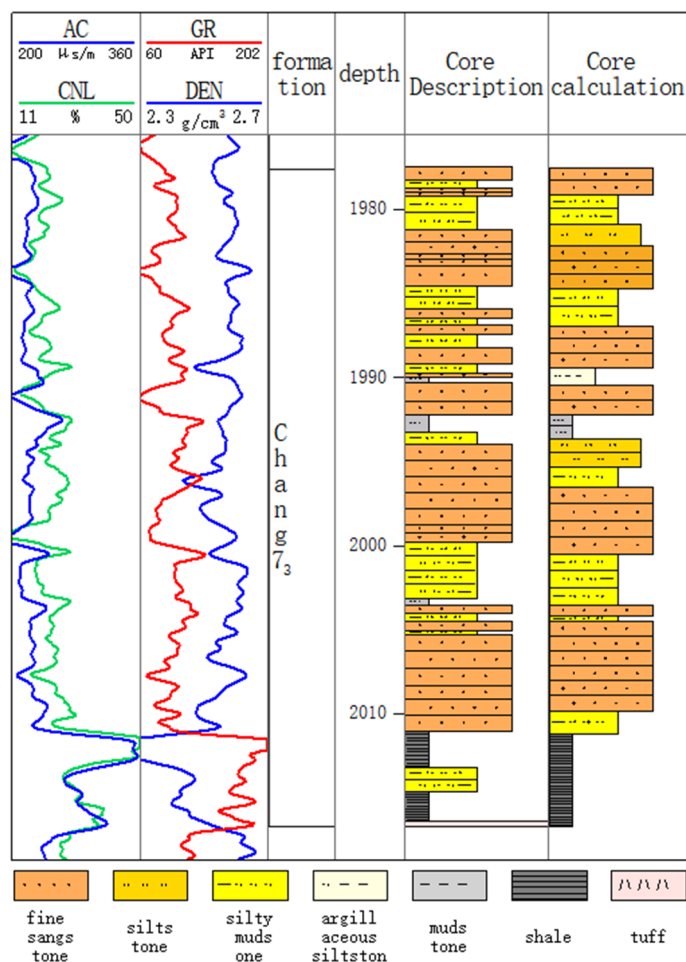 AC
200 μs/m 360
CNL
11 % 50
GR
60 API 202
DEN
2.3 g/cm³ 2.7
forma
tion
depth
Core
Description
Core
calculation
Chang7₃
1980
1990
2000
2010
fine
sangs
tone
silts
tone
silty
muds
one
argill
aceous
siltston
muds
tone
shale
tuff